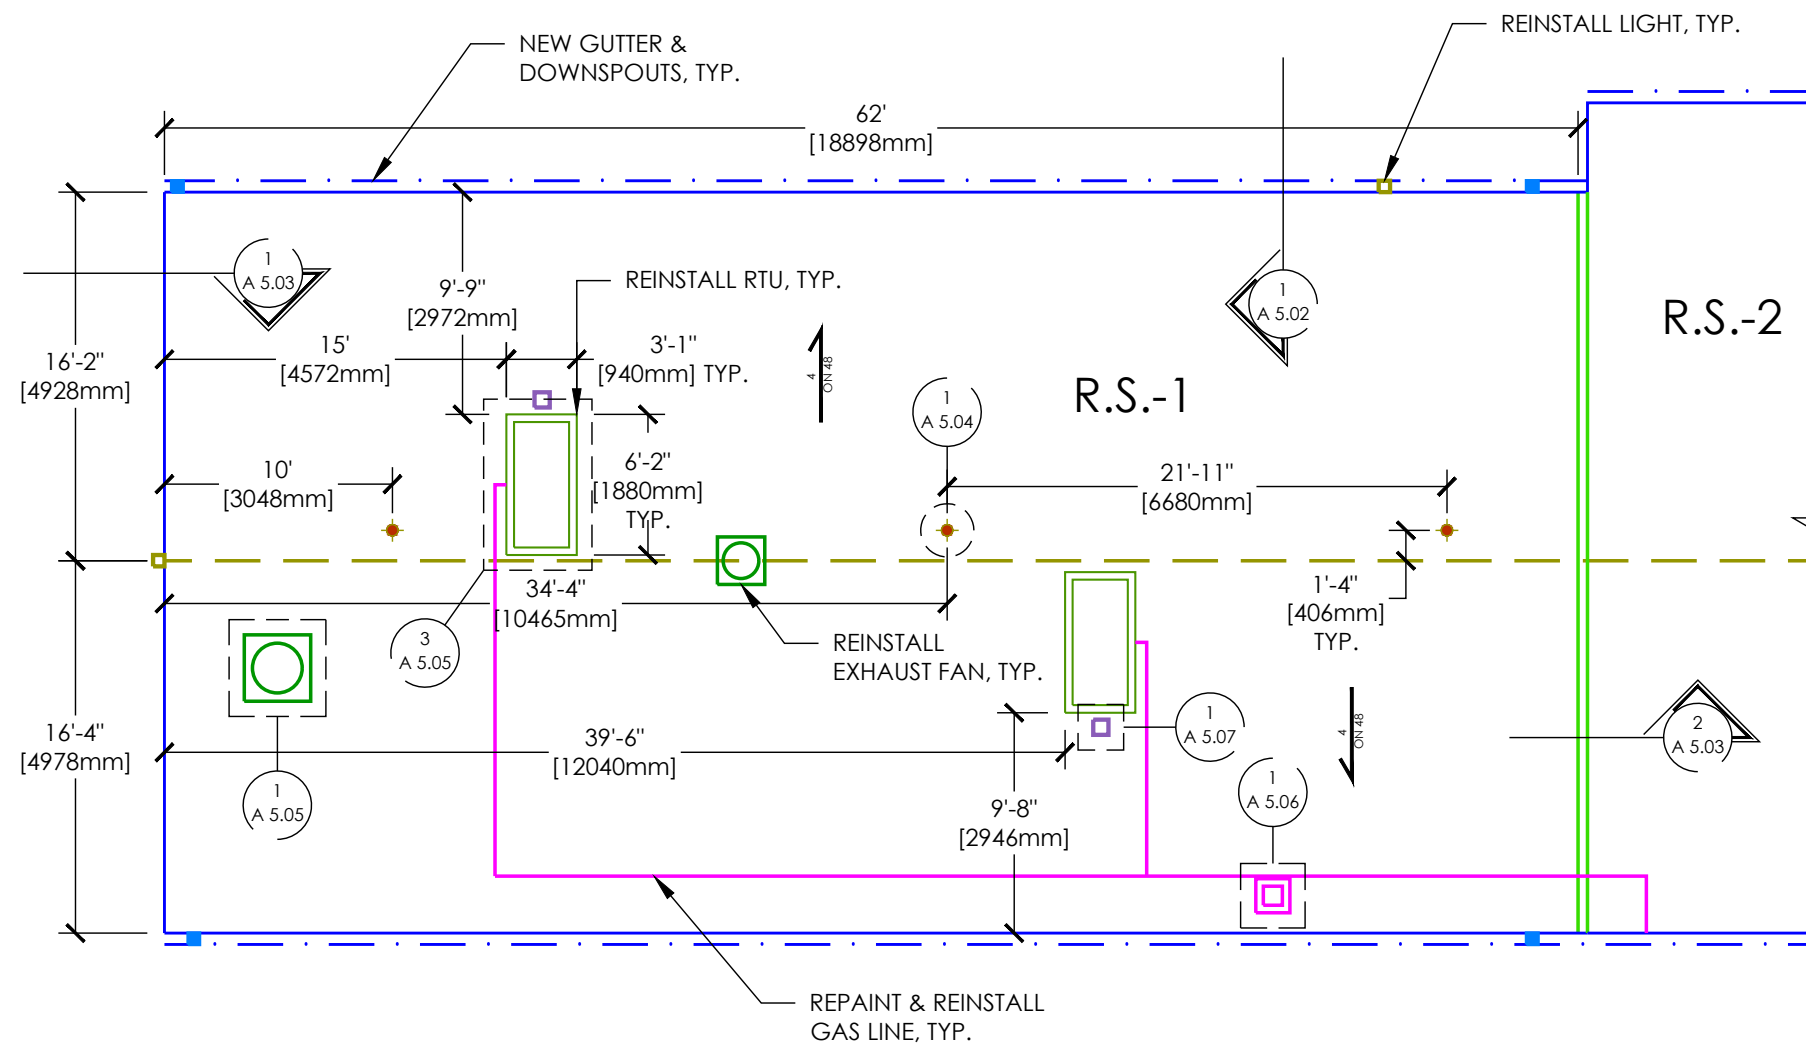 REINSTALL LIGHT, TYP.
NEW GUTTER &
DOWNSPOUTS, TYP.
62'
[18898mm]
1
A 5.03
9'-9"
[2972mm]
REINSTALL RTU, TYP.
1
A 5.02
R.S.-2
16'-2"
[4928mm]
15'
[4572mm]
3'-1"
[940mm] TYP.
4
ON 48
R.S.-1
1
A 5.04
10'
[3048mm]
6'-2"
[1880mm]
TYP.
21'-11"
[6680mm]
34'-4"
[10465mm]
1'-4"
[406mm]
TYP.
3
A 5.05
REINSTALL
EXHAUST FAN, TYP.
16'-4"
[4978mm]
39'-6"
[12040mm]
1
A 5.07
4
ON 48
2
A 5.03
1
A 5.05
9'-8"
[2946mm]
1
A 5.06
REPAINT & REINSTALL
GAS LINE, TYP.